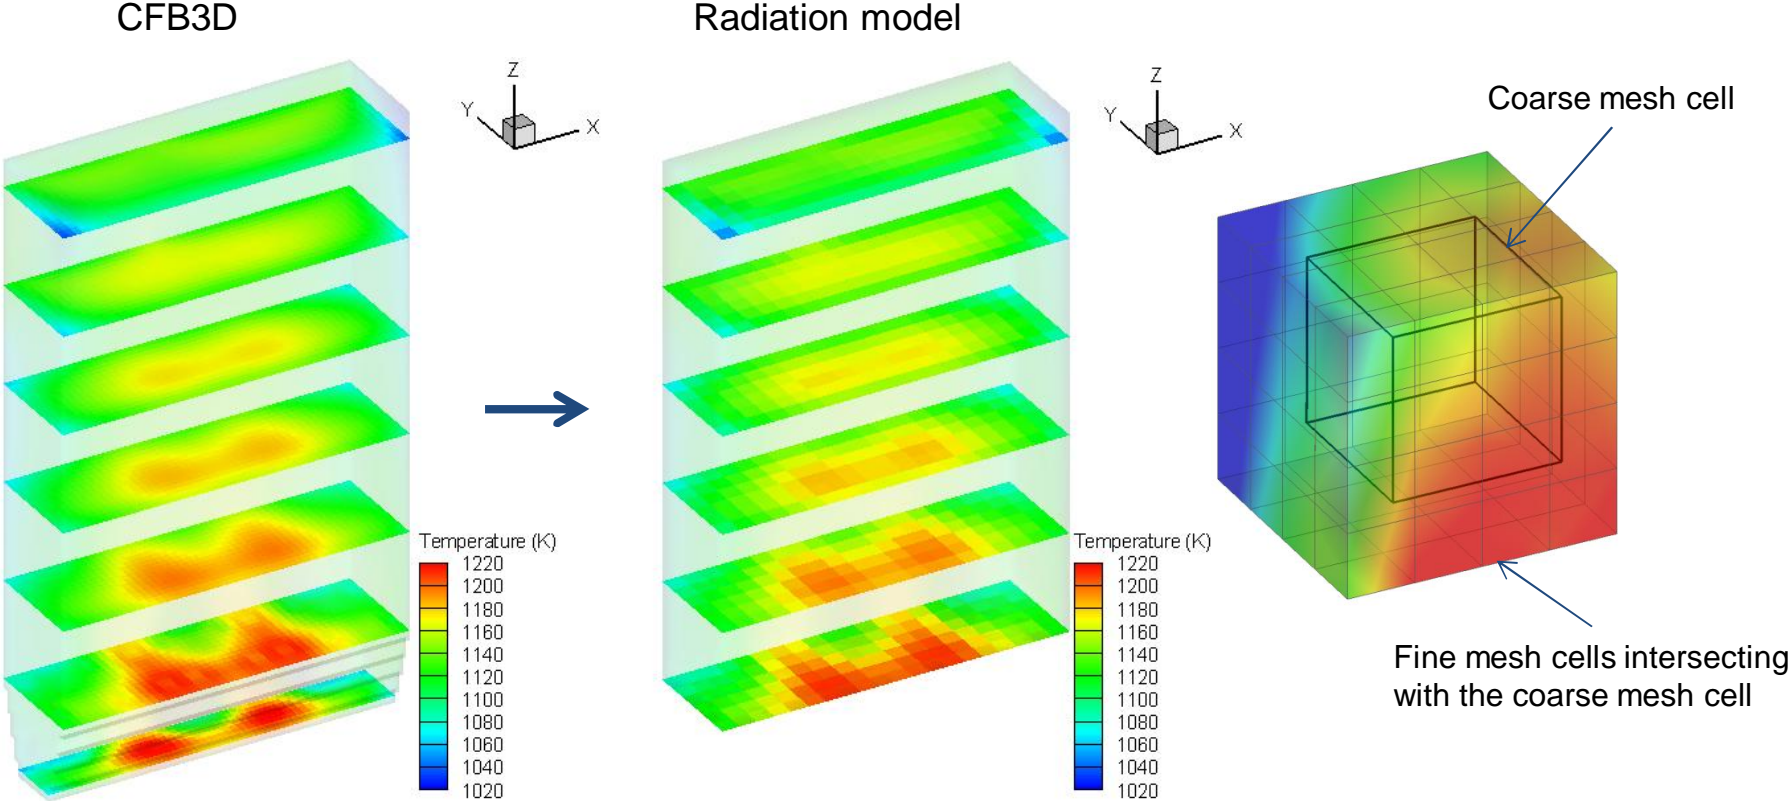 CFB3D
Radiation model
Z
Y
X
Z
Y
X
Coarse mesh cell
Temperature (K)
1220
1200
1180
1160
1140
1120
1100
1080
1060
1040
1020
Temperature (K)
1220
1200
1180
1160
1140
1120
1100
1080
1060
1040
1020
Fine mesh cells intersecting
with the coarse mesh cell